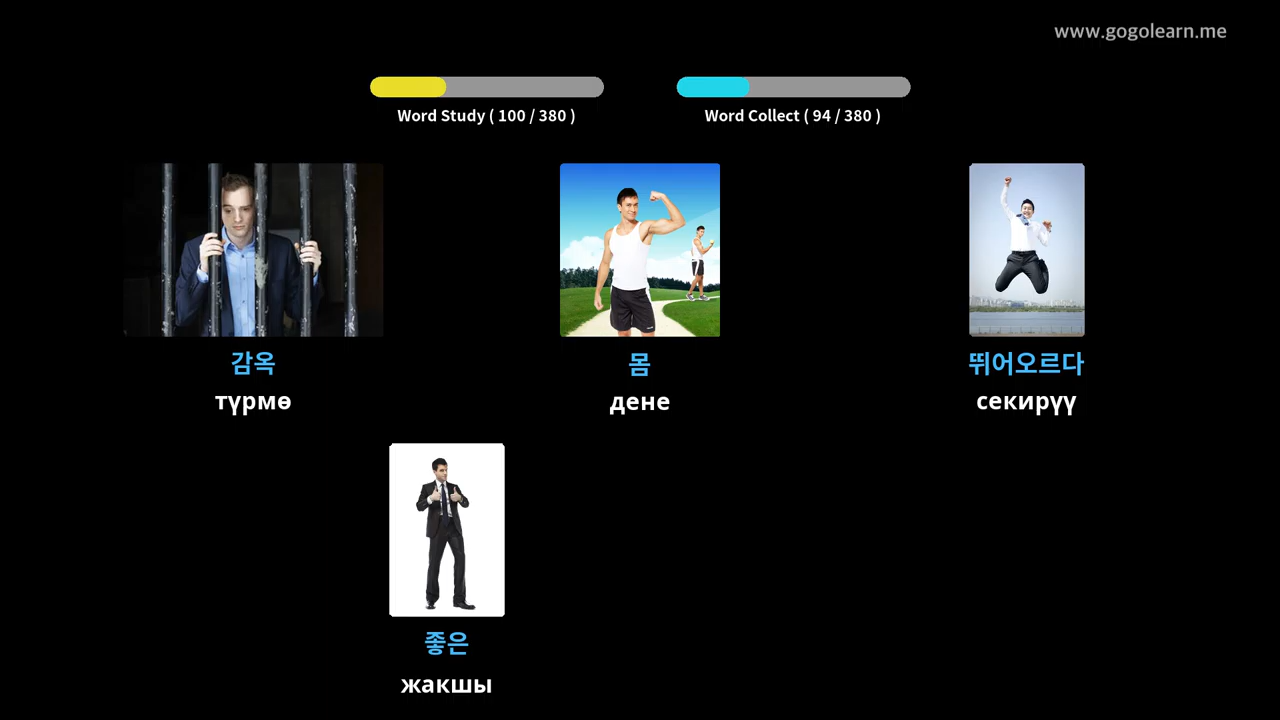 www.gogolearn.me
Word Study ( 100 / 380 )
Word Collect ( 94 / 380 )
감옥
түрмө
몸
дене
뛰어오르다
секирүү
좋은
жакшы